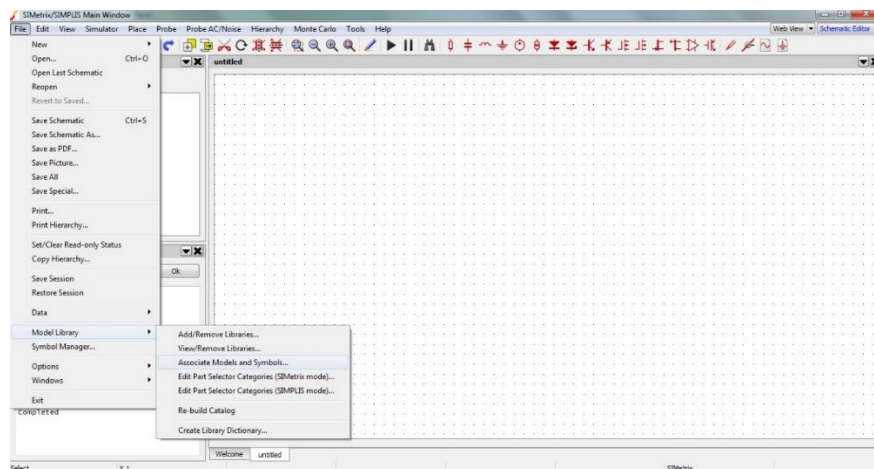 SIMetrix/SIMPLIS Main Window
File Edit View Simulator Place Probe Probe AC/Noise Hierarchy Monte Carlo Tools Help
Web View Schematic Editor
New
Open... Ctrl+O
Open Last Schematic
Reopen
Revert to Saved...
Save Schematic Ctrl+S
Save Schematic As...
Save as PDF...
Save Picture...
Save All
Save Special...
Print...
Print Hierarchy...
Set/Clear Read-only Status
Copy Hierarchy...
Save Session
Restore Session
Data
Model Library
Symbol Manager...
Options
Windows
Exit
untitled
Ok
Add/Remove Libraries...
View/Remove Libraries...
Associate Models and Symbols...
Edit Part Selector Categories (SIMetrix mode)...
Edit Part Selector Categories (SIMPLIS mode)...
Re-build Catalog
Create Library Dictionary...
Completed
Welcome untitled
Select
SIMetrix